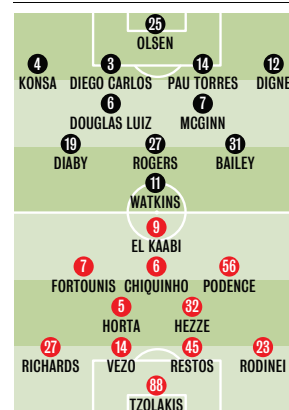 25
OLSEN
4 3 14 12
KONSA DIEGO CARLOS PAU TORRES DIGNE
6 7
DOUGLAS LUIZ MCGINN
19 27 31
DIABY ROGERS BAILEY
11
WATKINS
9
EL KAABI
7 6 56
FORTOUNIS CHIQUINHO PODENCE
5 32
HORTA HEZZE
27 14 45 23
RICHARDS VEZO RESTOS RODINEI
88
TZOLAKIS